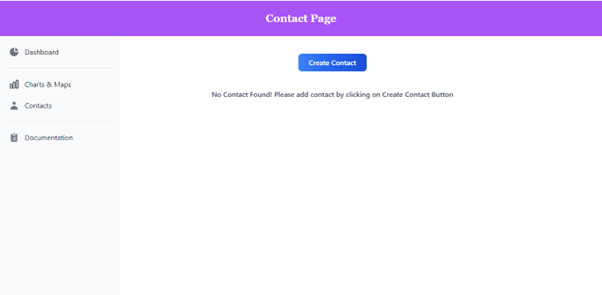 Contact Page
Dashboard
Charts & Maps
Contacts
Documentation
Create Contact
No Contact Found! Please add contact by clicking on Create Contact Button